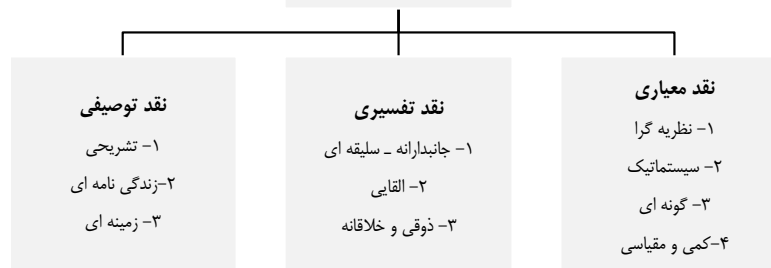 نقد معیاری
۱- نظریه گرا
۲- سیستماتیک
۳- گونه ای
۴-کمی و مقیاسی
نقد تفسیری
۱- جانبدارانه ـ سلیقه ای
۲- القایی
۳- ذوقی و خلاقانه
نقد توصیفی
۱- تشریحی
۲-زندگی نامه ای
۳- زمینه ای